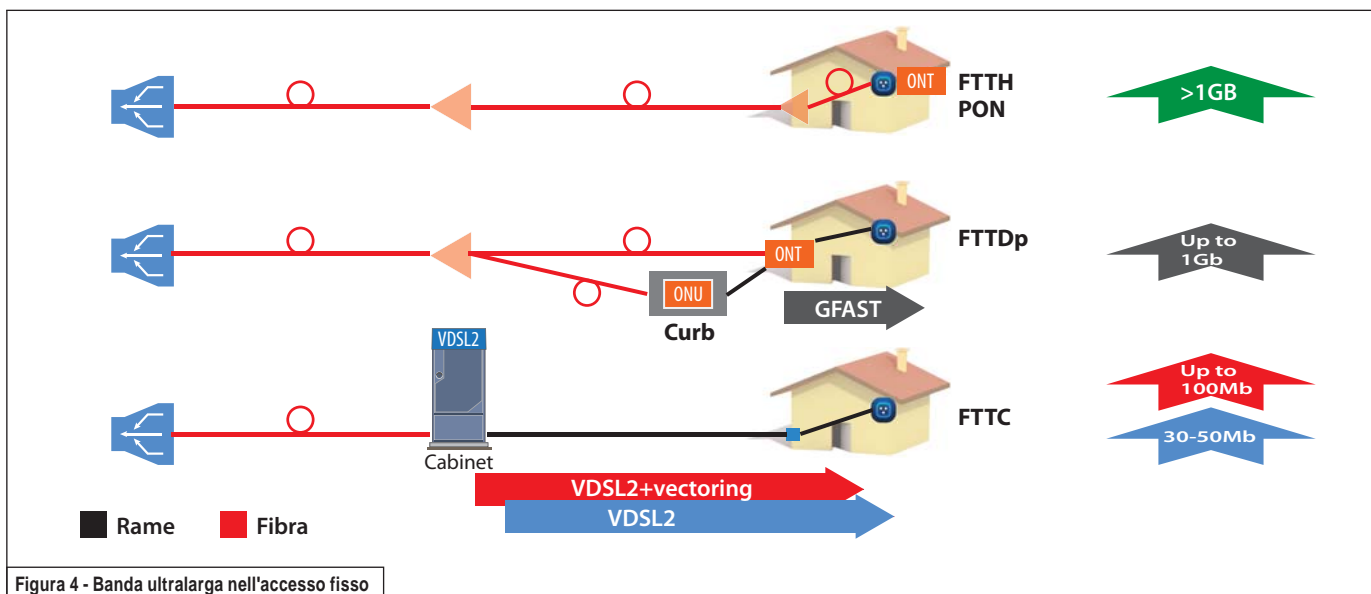 ONT
FTTH
PON
>1GB
ONT
FTTDp
ONU
Curb
GFAST
Up to
1Gb
VDSL2
Cabinet
FTTC
Up to
100Mb
30-50Mb
VDSL2+vectoring
VDSL2
Rame
Fibra
Figura 4 - Banda ultralarga nell'accesso fisso